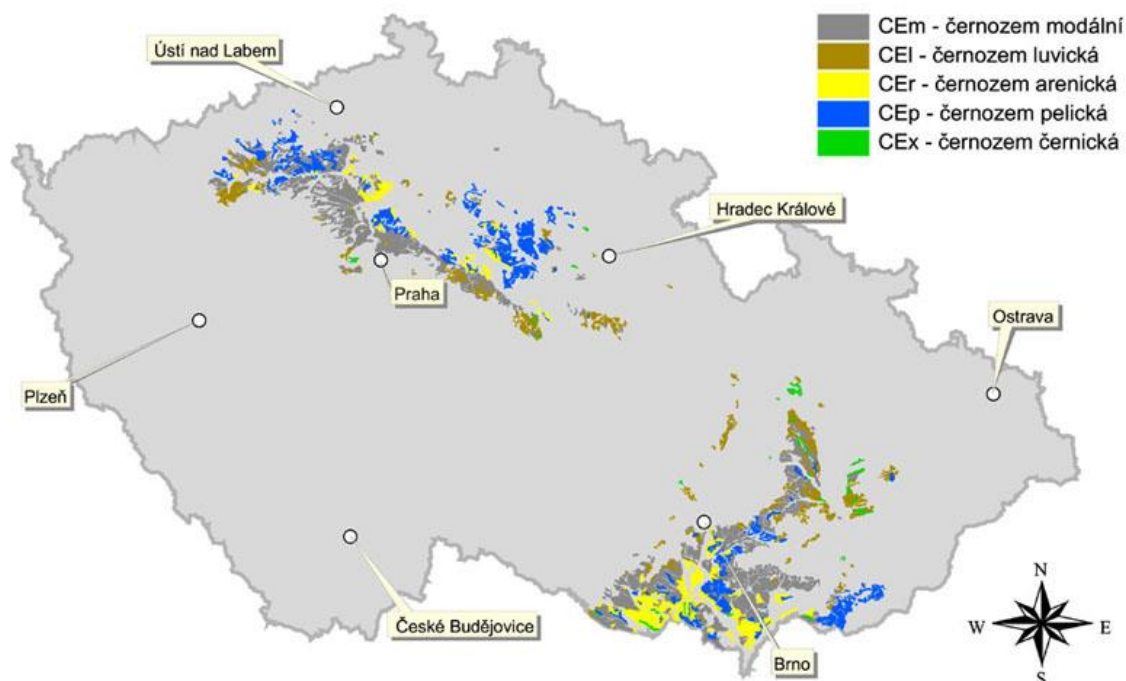 CEm - černozem modální
CEl - černozem luvická
CEr - černozem arenická
CEp - černozem pelická
CEx - černozem černická
Ústí nad Labem
Hradec Králové
Praha
Ostrava
Plzeň
České Budějovice
Brno
N
W E
S